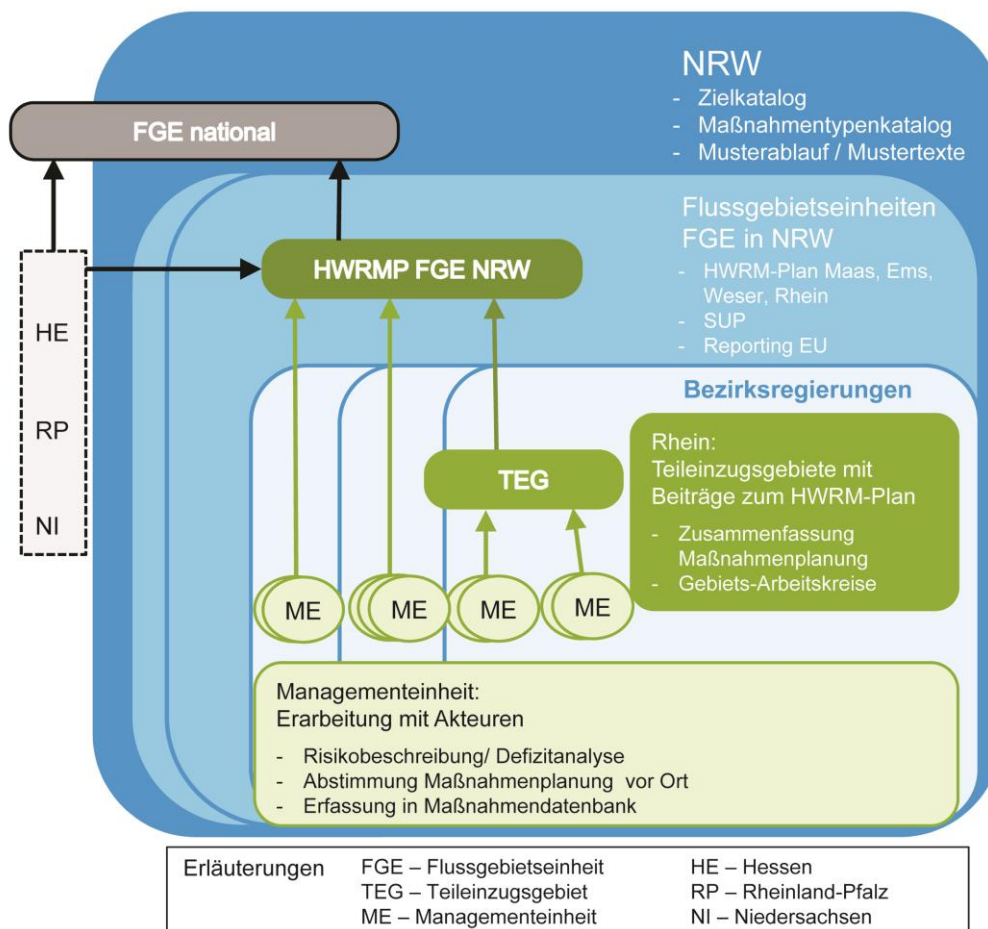 NRW
- Zielkatalog
- Maßnahmentypenkatalog
- Musterablauf / Mustertexte
FGE national
Flussgebietseinheiten
FGE in NRW
- HWRM-Plan Maas, Ems,
Weser, Rhein
- SUP
- Reporting EU
HWRMP FGE NRW
HE
RP
NI
Bezirksregierungen
Rhein:
Teileinzugsgebiete mit
Beiträge zum HWRM-Plan
- Zusammenfassung
Maßnahmenplanung
- Gebiets-Arbeitskreise
TEG
ME
ME
ME
ME
Managementeinheit:
Erarbeitung mit Akteuren
- Risikobeschreibung/ Defizitanalyse
- Abstimmung Maßnahmenplanung vor Ort
- Erfassung in Maßnahmendatenbank
Erläuterungen
FGE – Flussgebietseinheit
TEG – Teileinzugsgebiet
ME – Managementeinheit
HE – Hessen
RP – Rheinland-Pfalz
NI – Niedersachsen